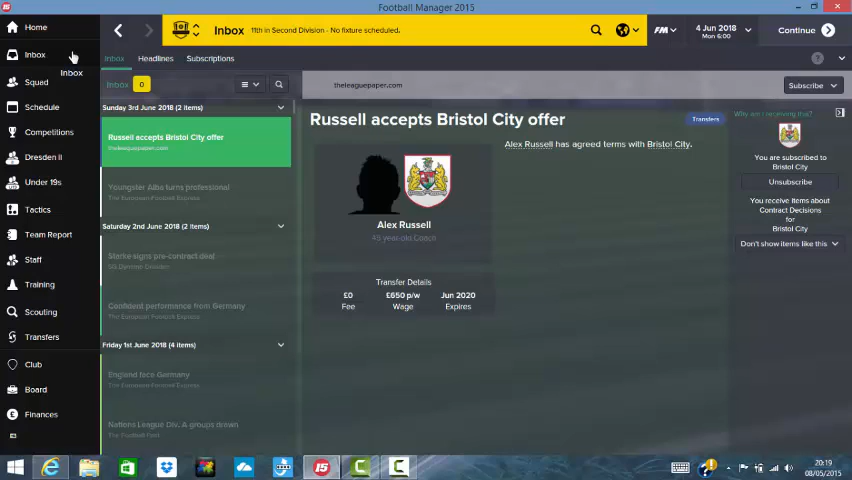 Football Manager 2015
Home
Inbox
Inbox
Squad
Schedule
Competitions
Dresden II
Under 19s
Tactics
Team Report
Staff
Training
Scouting
Transfers
Club
Board
Finances
Inbox 11th in Second Division - No fixture scheduled.
FM
4 Jun 2018
Mon 6:00
Continue
Inbox Headlines Subscriptions
Inbox 0
Sunday 3rd June 2018 (2 items)
Russell accepts Bristol City offer
theleaguepaper.com
Youngster Alba turns professional
The European Football Express
Saturday 2nd June 2018 (2 items)
Starke signs pre-contract deal
Confident performance from Germany
The European Football Express
Friday 1st June 2018 (4 items)
England face Germany
The European Football Express
Nations League Div. A groups drawn
The Football Feed
theleaguepaper.com
Subscribe
Russell accepts Bristol City offer
Transfers
Alex Russell has agreed terms with Bristol City.
Alex Russell
45 year-old Coach
Transfer Details
£0 £650 p/w Jun 2020
Fee Wage Expires
Why am I receiving this?
You are subscribed to
Bristol City
Unsubscribe
You receive items about
Contract Decisions
for
Bristol City
Don't show items like this
15
20:19
08/05/2015